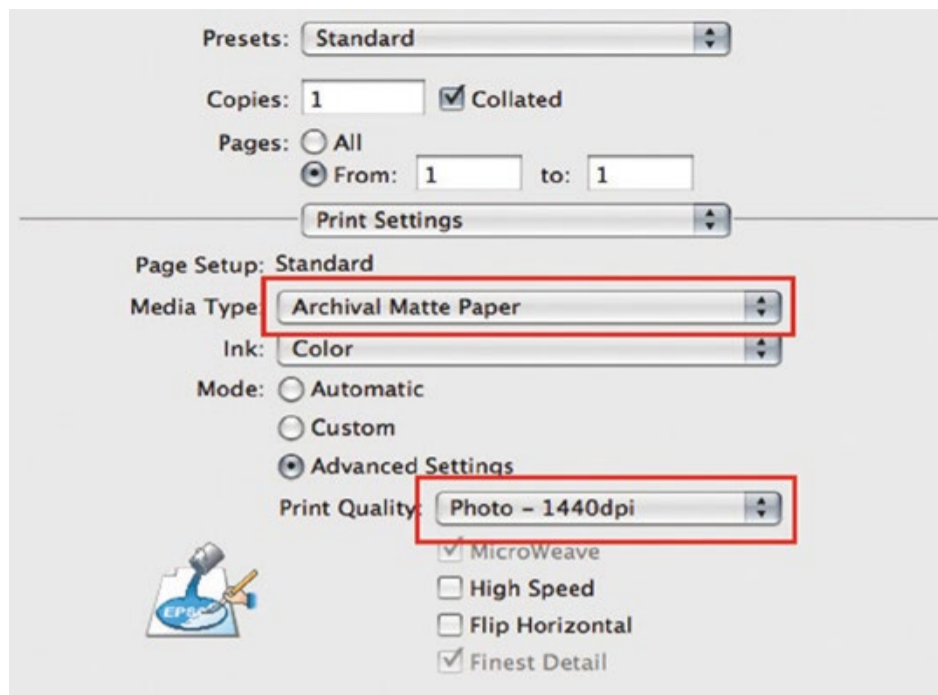 Presets: Standard
Copies: 1 Collated
Pages: All
From: 1 to: 1
Print Settings
Page Setup: Standard
Media Type: Archival Matte Paper
Ink: Color
Mode: Automatic
Custom
Advanced Settings
Print Quality: Photo - 1440dpi
MicroWeave
High Speed
EPSO
Flip Horizontal
Finest Detail